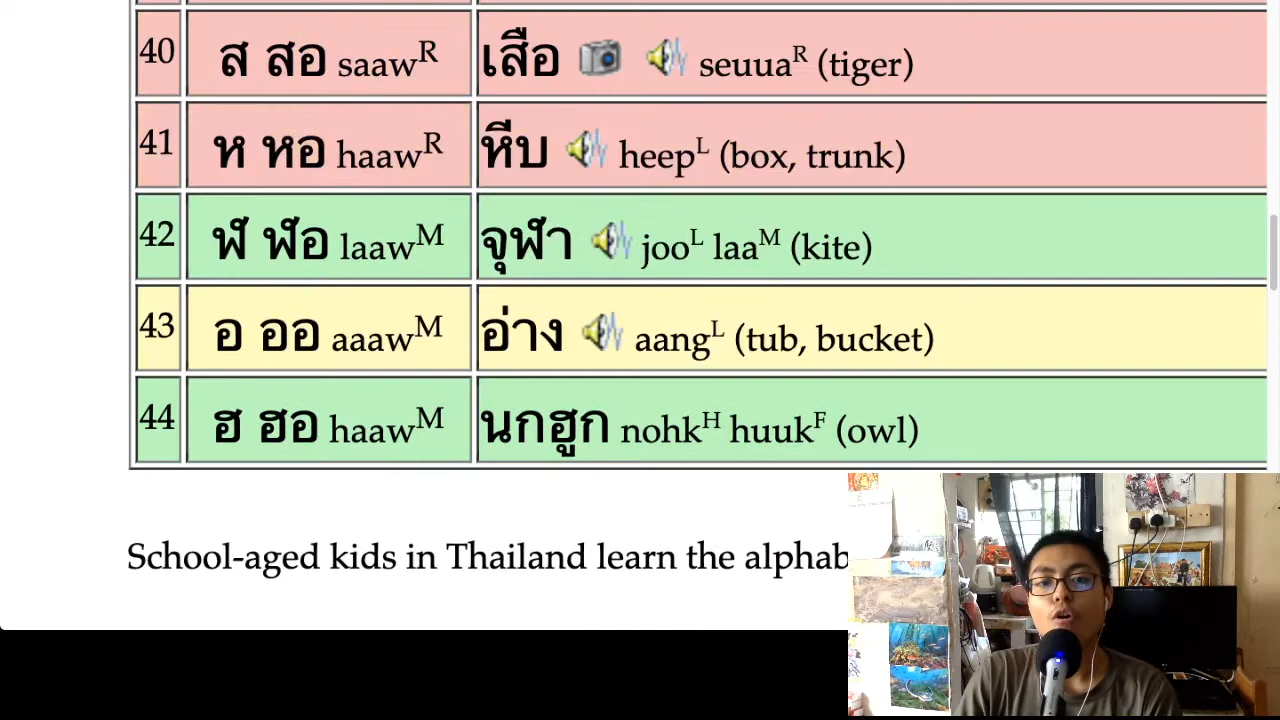 40 ส สอ saawᴿ เสือ seuuaᴿ (tiger)
41 ห หอ haawᴿ หีบ heepᴸ (box, trunk)
42 ฬ ฬอ laawᴹ จุฬา jooᴸ laaᴹ (kite)
43 อ ออ aaawᴹ อ่าง aangᴸ (tub, bucket)
44 ฮ ฮอ haawᴹ นกฮูก nohkᴴ huukF (owl)
School-aged kids in Thailand learn the alphab